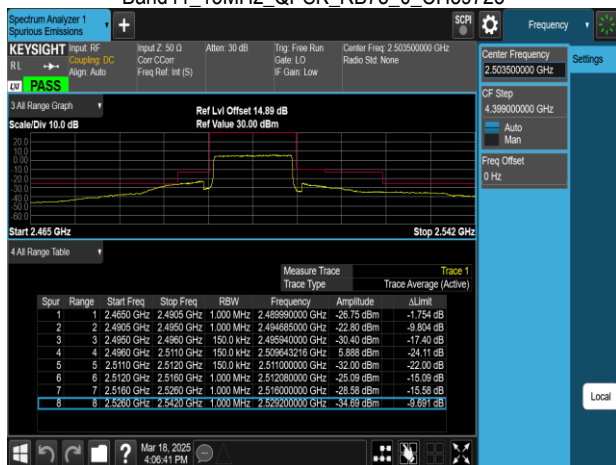 Spectrum Analyzer 1
Spurious Emissions
+
SCPI
Frequency
KEYSIGHT
RL
Input: RF
Coupling: DC
Align: Auto
Input Z: 50 Ω
Corr CCorr
Freq Ref: Int (S)
Atten: 30 dB
Trig: Free Run
Gate: LO
IF Gain: Low
Center Freq: 2.503500000 GHz
Radio Std: None
LXI PASS
Center Frequency
2.503500000 GHz
Settings
CF Step
4.399000000 GHz
Auto
Man
Freq Offset
0 Hz
Local
3 All Range Graph
Scale/Div 10.0 dB
Ref Lvl Offset 14.89 dB
Ref Value 30.00 dBm
20.0
10.0
0.00
-10.0
-20.0
-30.0
-40.0
-50.0
-60.0
Start 2.465 GHz
Stop 2.542 GHz
4 All Range Table
Measure Trace Trace 1
Trace Type Trace Average (Active)
Spur Range Start Freq Stop Freq RBW Frequency Amplitude ΔLimit
1 1 2.4650 GHz 2.4905 GHz 1.000 MHz 2.489990000 GHz -26.75 dBm -1.754 dB
2 2 2.4905 GHz 2.4950 GHz 1.000 MHz 2.494685000 GHz -22.80 dBm -9.804 dB
3 3 2.4950 GHz 2.4960 GHz 150.0 kHz 2.495940000 GHz -30.40 dBm -17.40 dB
4 4 2.4960 GHz 2.5110 GHz 150.0 kHz 2.509643216 GHz 5.888 dBm -24.11 dB
5 5 2.5110 GHz 2.5120 GHz 150.0 kHz 2.511000000 GHz -32.00 dBm -22.00 dB
6 6 2.5120 GHz 2.5160 GHz 1.000 MHz 2.512080000 GHz -25.09 dBm -15.09 dB
7 7 2.5160 GHz 2.5260 GHz 1.000 MHz 2.516000000 GHz -28.58 dBm -15.58 dB
8 8 2.5260 GHz 2.5420 GHz 1.000 MHz 2.529200000 GHz -34.69 dBm -9.691 dB
?
Mar 18, 2025
4:06:41 PM